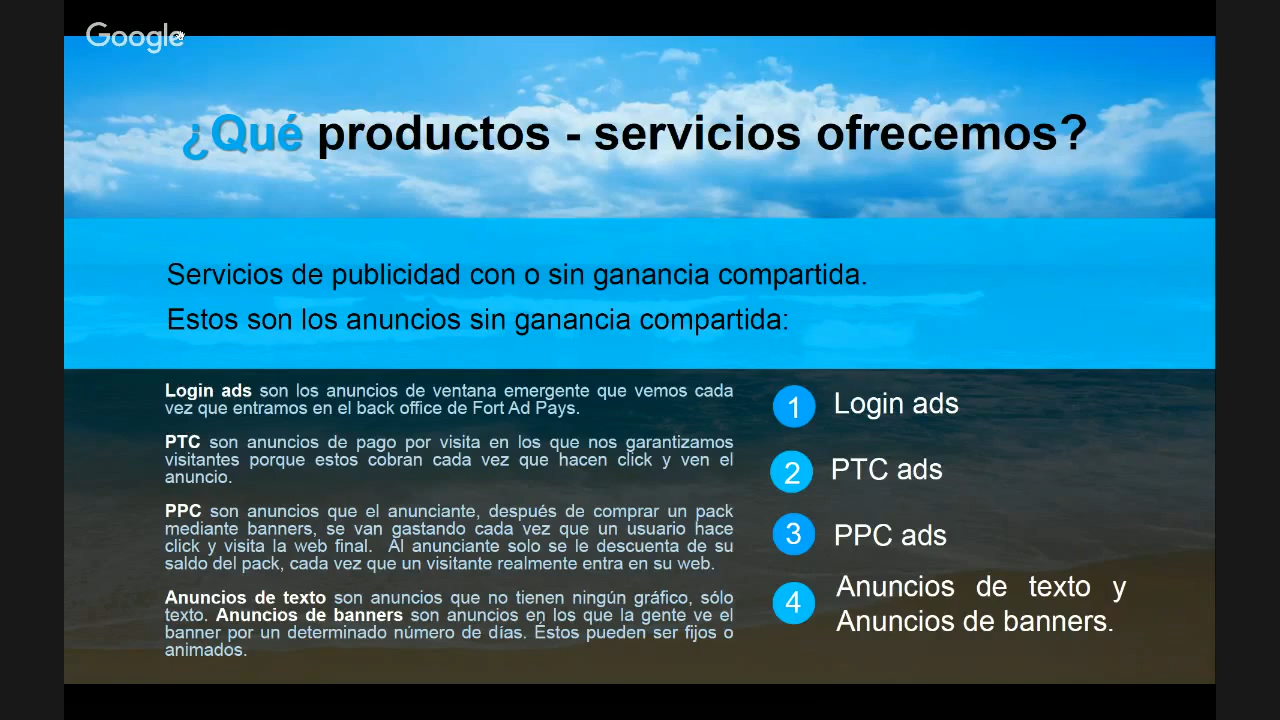 Google
¿Qué productos - servicios ofrecemos?
Servicios de publicidad con o sin ganancia compartida.
Estos son los anuncios sin ganancia compartida:
Login ads son los anuncios de ventana emergente que vemos cada
vez que entramos en el back office de Fort Ad Pays.
PTC son anuncios de pago por visita en los que nos garantizamos
visitantes porque estos cobran cada vez que hacen click y ven el
anuncio.
PPC son anuncios que el anunciante, después de comprar un pack
mediante banners, se van gastando cada vez que un usuario hace
click y visita la web final. Al anunciante solo se le descuenta de su
saldo del pack, cada vez que un visitante realmente entra en su web.
Anuncios de texto son anuncios que no tienen ningún gráfico, sólo
texto. Anuncios de banners son anuncios en los que la gente ve el
banner por un determinado número de días. Éstos pueden ser fijos o
animados.
1 Login ads
2 PTC ads
3 PPC ads
4 Anuncios de texto y
Anuncios de banners.